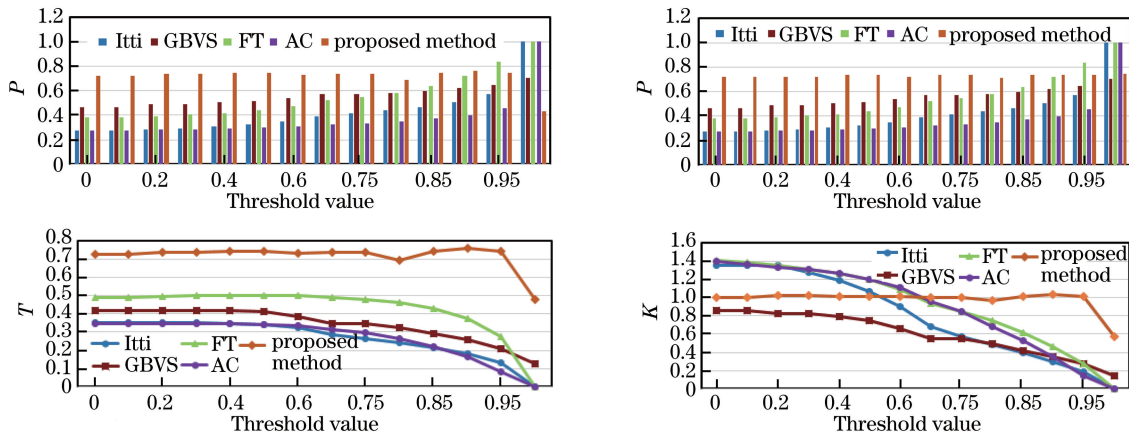 1.2
1.0
0.8
0.6
0.4
0.2
0
P
Itti GBVS FT AC proposed method
0 0.2 0.4 0.6 0.75 0.85 0.95
Threshold value
1.2
1.0
0.8
0.6
0.4
0.2
0
P
Itti GBVS FT AC proposed method
0 0.2 0.4 0.6 0.75 0.85 0.95
Threshold value
0.8
0.7
0.6
0.5
0.4
0.3
0.2
0.1
0
T
Itti FT proposed
GBVS AC method
0 0.2 0.4 0.6 0.75 0.85 0.95
Threshold value
1.6
1.4
1.2
1.0
0.8
0.6
0.4
0.2
0
K
Itti FT proposed
GBVS AC method
0 0.2 0.4 0.6 0.75 0.85 0.95
Threshold value